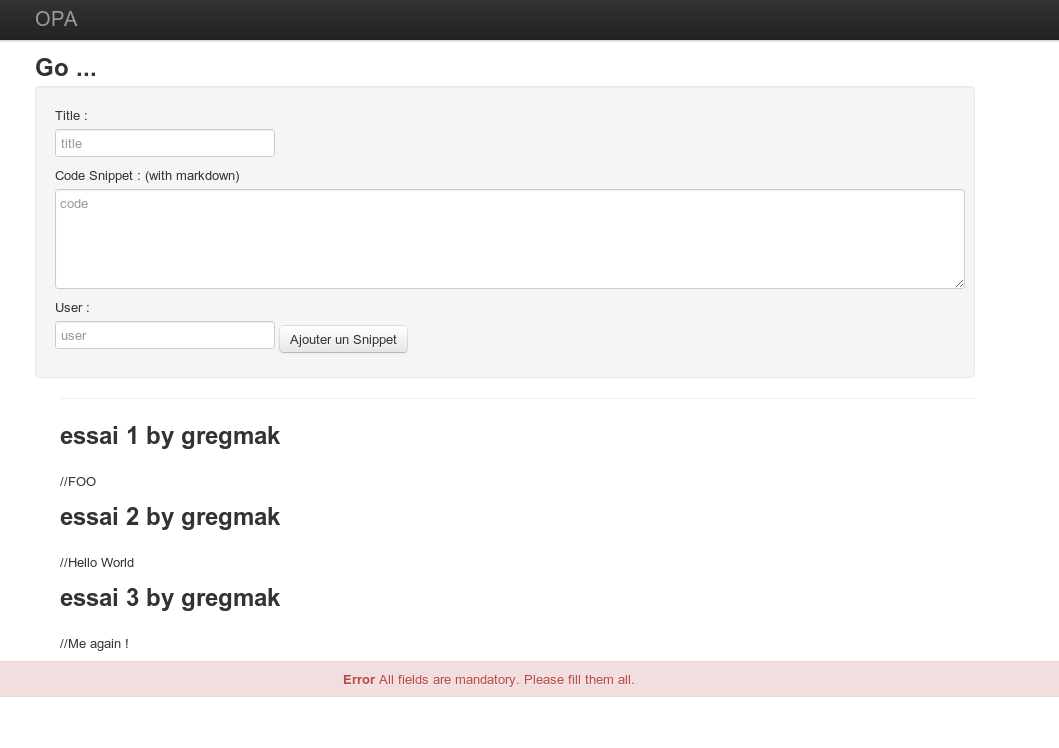 OPA
Go ...
Title :
title
Code Snippet : (with markdown)
code
User :
user
Ajouter un Snippet
essai 1 by gregmak
//FOO
essai 2 by gregmak
//Hello World
essai 3 by gregmak
//Me again !
Error All fields are mandatory. Please fill them all.